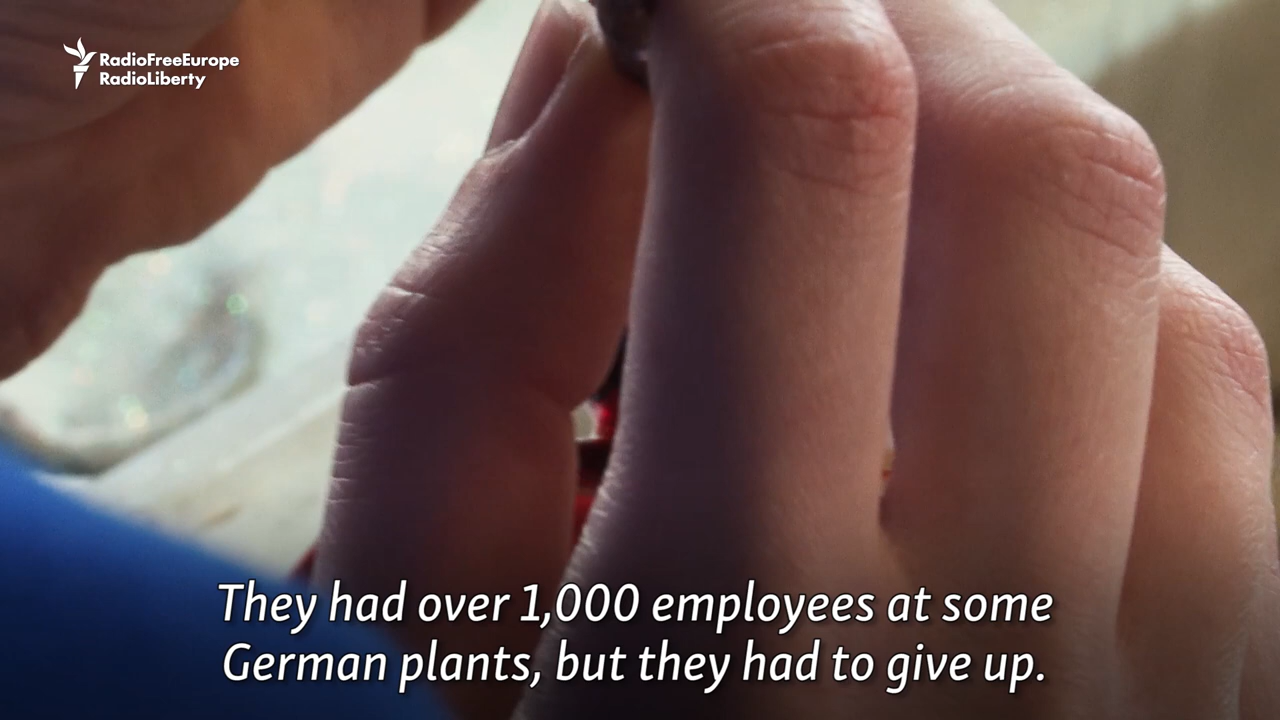 RadioFreeEurope
RadioLiberty
They had over 1,000 employees at some
German plants, but they had to give up.